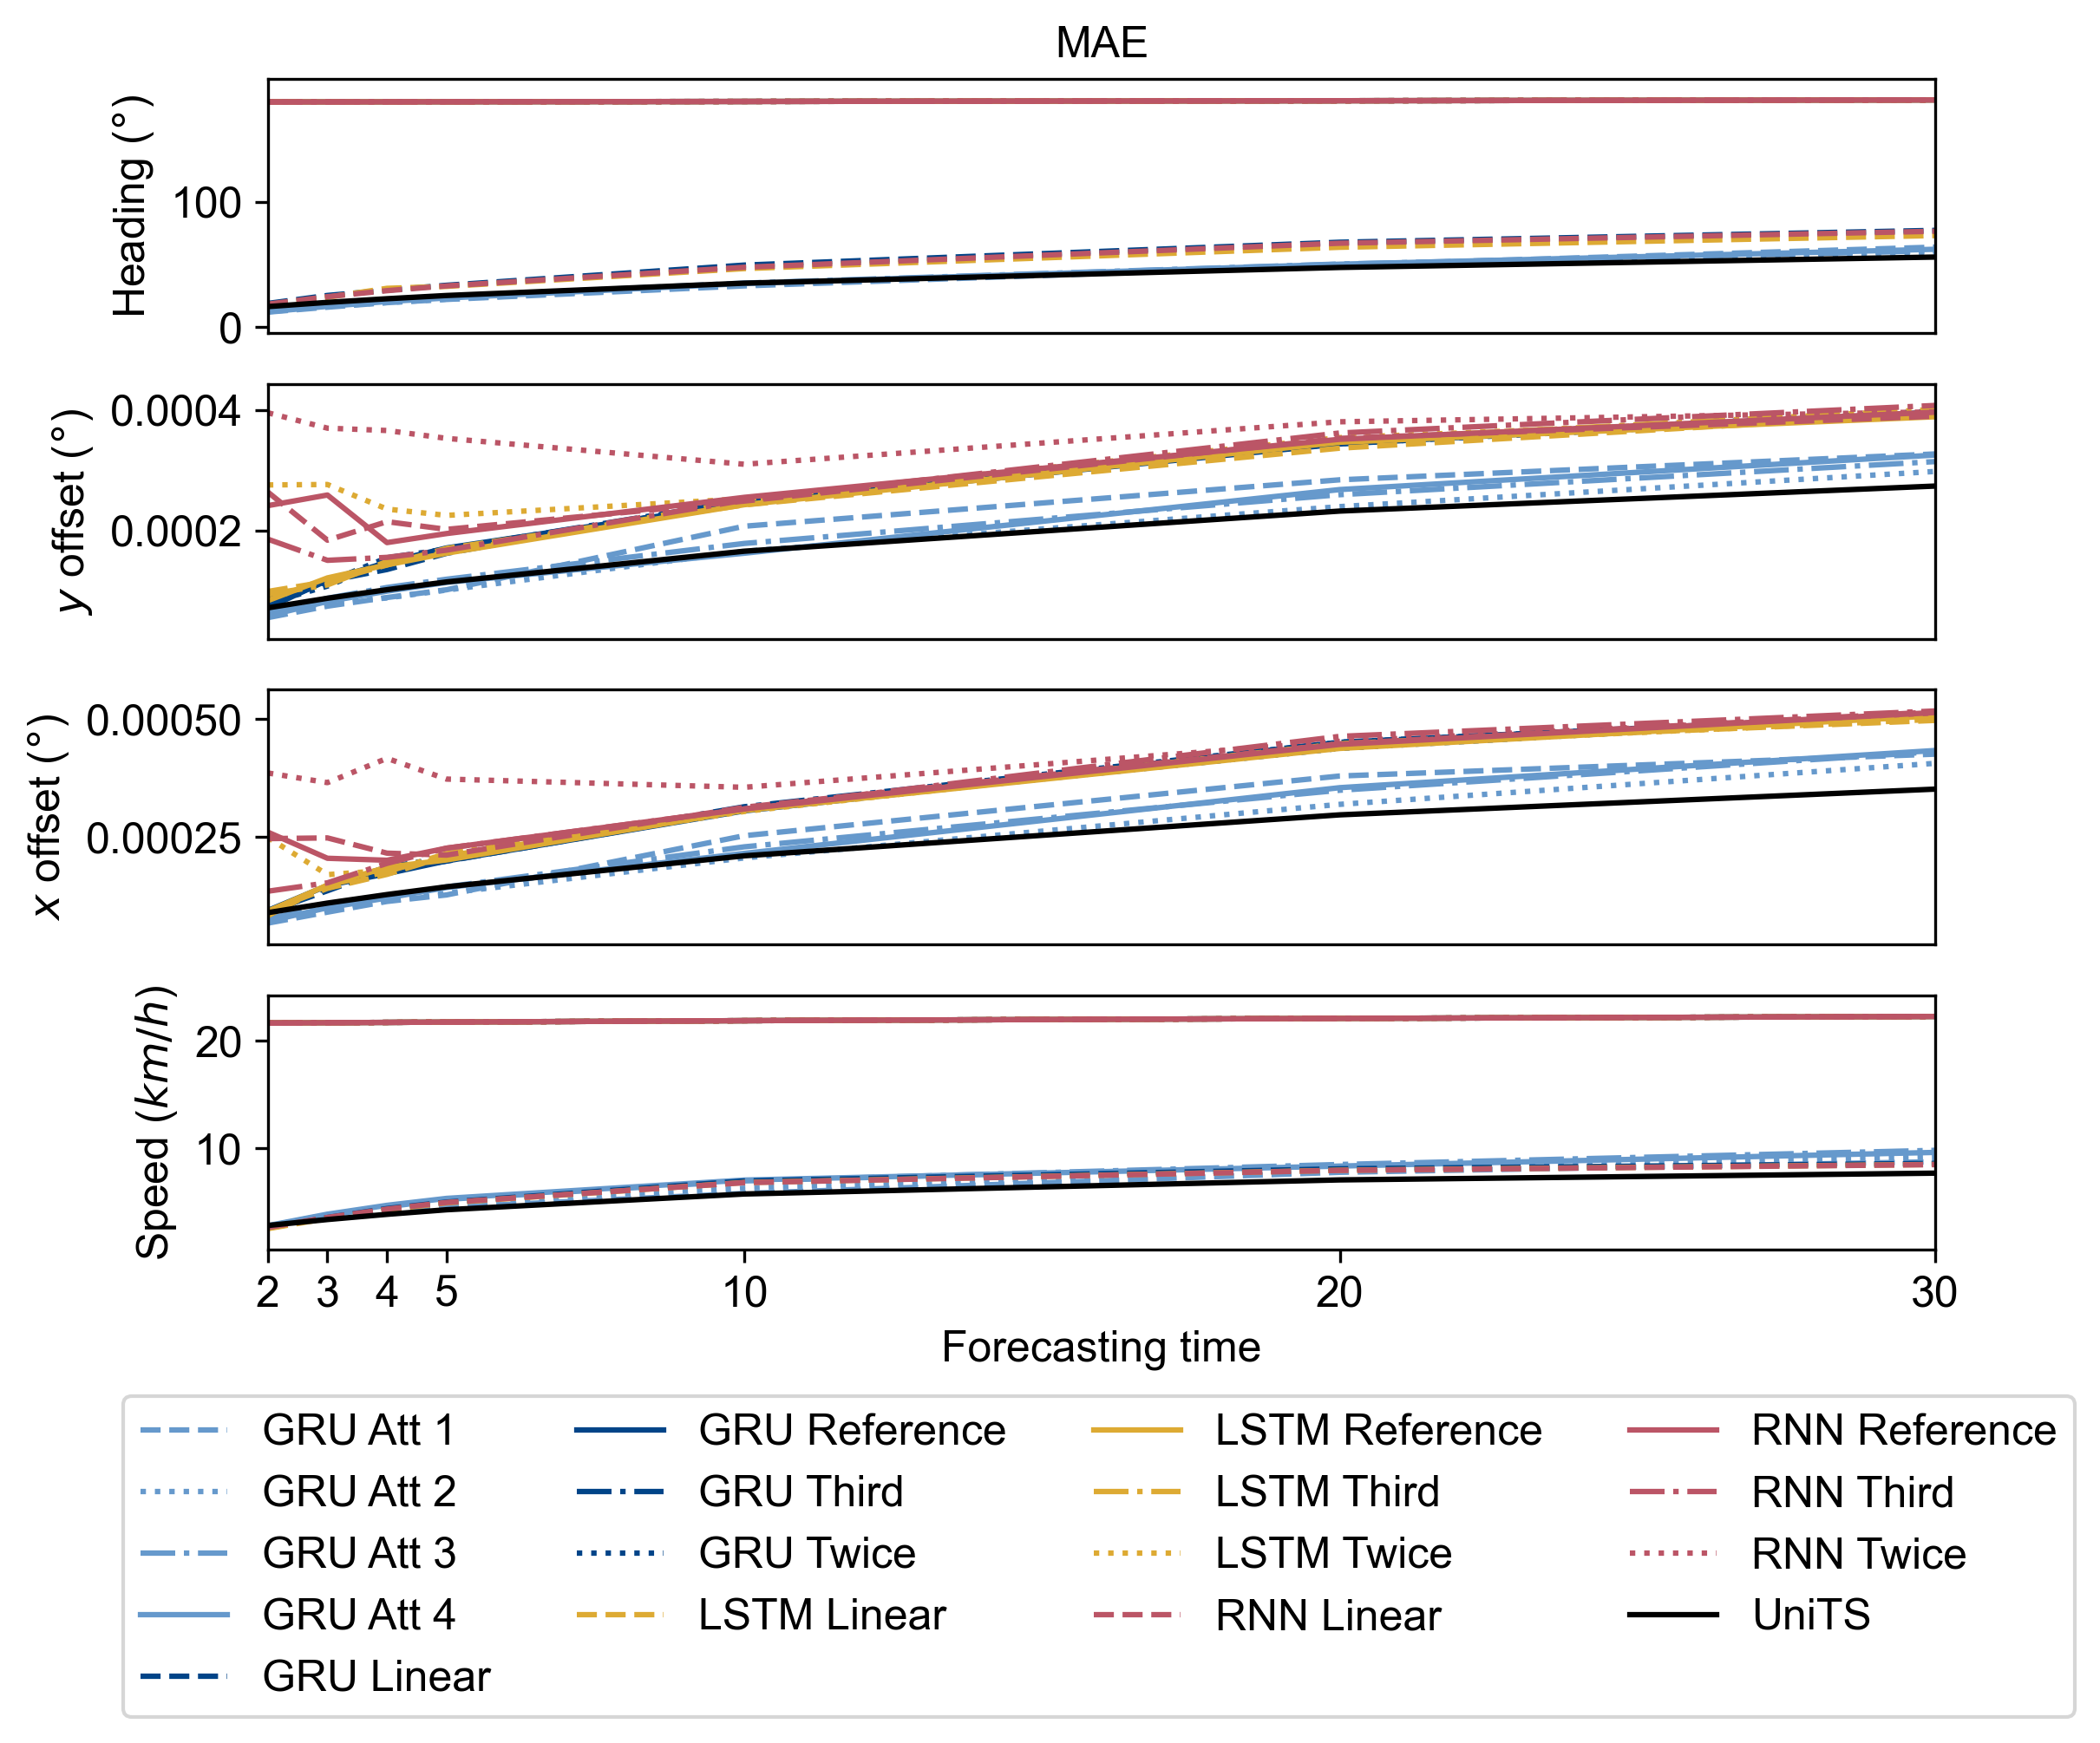 MAE
Heading (°)
100
0
y offset (°)
0.0004
0.0002
x offset (°)
0.00050
0.00025
Speed (km/h)
20
10
2 3 4 5 10 20 30
Forecasting time
GRU Att 1 GRU Reference LSTM Reference RNN Reference
GRU Att 2 GRU Third LSTM Third RNN Third
GRU Att 3 GRU Twice LSTM Twice RNN Twice
GRU Att 4 LSTM Linear RNN Linear UniTS
GRU Linear